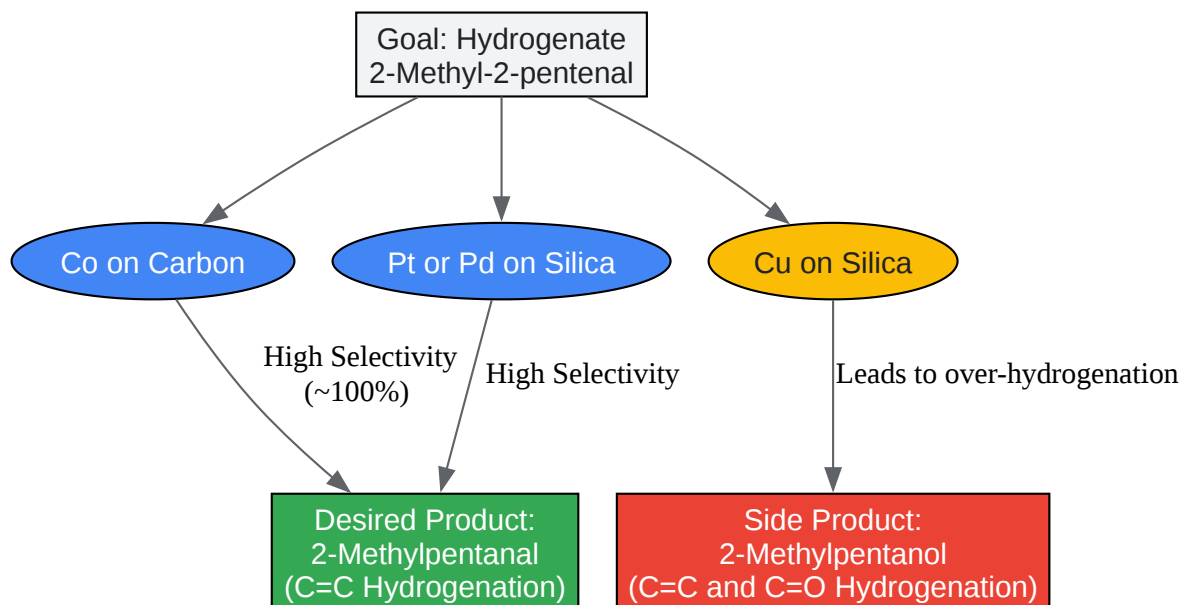 Goal: Hydrogenate
2-Methyl-2-pentenal
Co on Carbon
Pt or Pd on Silica
Cu on Silica
High Selectivity
(~100%)
High Selectivity
Leads to over-hydrogenation
Desired Product:
2-Methylpentanal
(C=C Hydrogenation)
Side Product:
2-Methylpentanol
(C=C and C=O Hydrogenation)